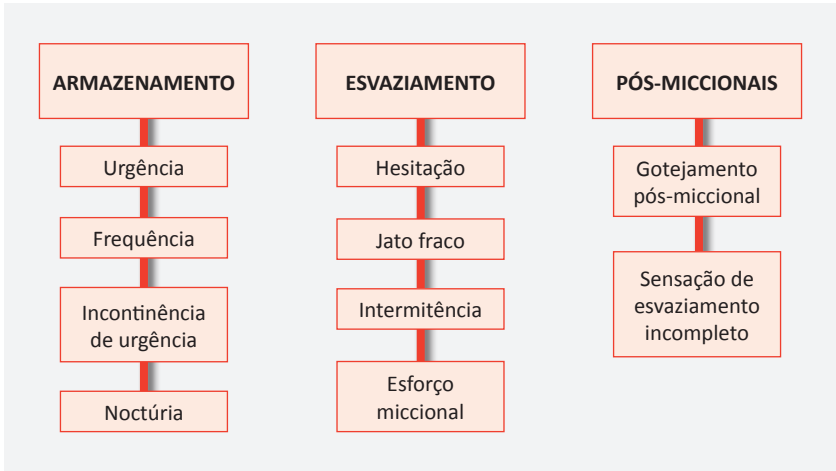 ARMAZENAMENTO
Urgência
Frequência
Incontinência
de urgência
Noctúria
ESVAZIAMENTO
Hesitação
Jato fraco
Intermitência
Esforço
miccional
PÓS-MICCIONAIS
Gotejamento
pós-miccional
Sensação de
esvaziamento
incompleto